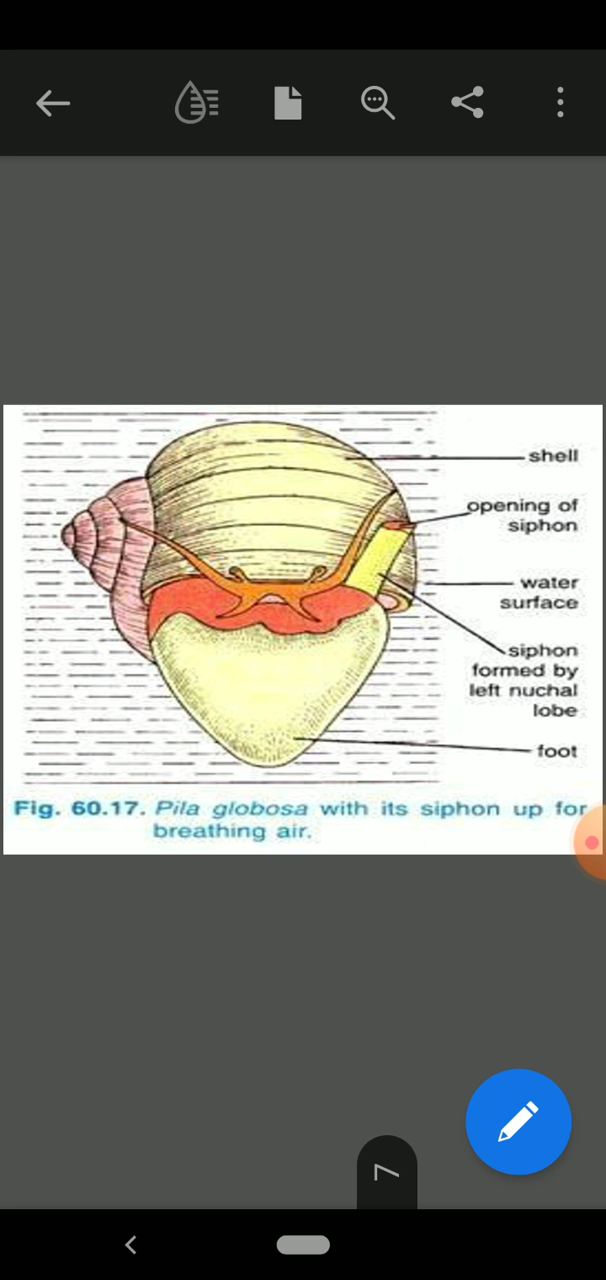 shell
opening of
siphon
water
surface
siphon
formed by
left nuchal
lobe
foot
Fig. 60.17. Pila globosa with its siphon up for
breathing air.
7